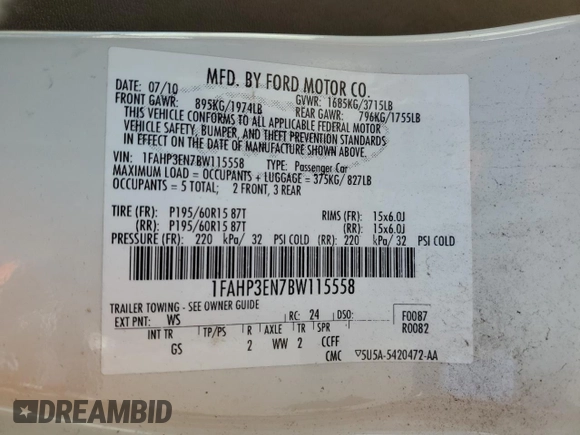 MFD. BY FORD MOTOR CO.
DATE: 07/10 GVWR: 1685KG/3715LB
FRONT GAWR: 895KG/1974LB REAR GAWR: 796KG/1755LB
THIS VEHICLE CONFORMS TO ALL APPLICABLE FEDERAL MOTOR
VEHICLE SAFETY, BUMPER, AND THEFT PREVENTION STANDARDS
IN EFFECT ON THE DATE OF MANUFACTURE SHOWN ABOVE.
VIN: 1FAHP3EN7BW115558 TYPE: Passenger Car
MAXIMUM LOAD = OCCUPANTS + LUGGAGE = 375KG/ 827LB
OCCUPANTS = 5 TOTAL; 2 FRONT, 3 REAR
TIRE (FR): P195/60R15 87T RIMS (FR): 15x6.0J
(RR): P195/60R15 87T (RR): 15x6.0J
PRESSURE (FR): 220 kPa/ 32 PSI COLD (RR): 220 kPa/ 32 PSI COLD
1FAHP3EN7BW115558
TRAILER TOWING - SEE OWNER GUIDE
EXT PNT: WS RC: 24 DSO: F0087
R0082
INT TR TP/PS R AXLE TR SPR
GS 2 WW 2 CCFF
CMC ▽5U5A-5420472-AA
DREAMBID